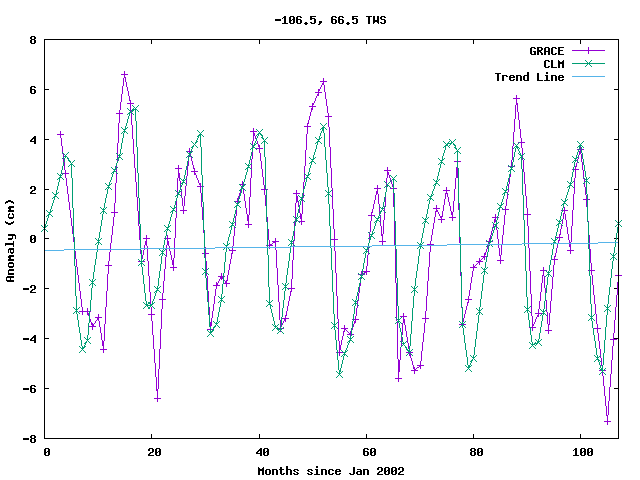 -106.5, 66.5 TWS
GRACE
CLM
Trend Line
Anomaly (cm)
8
6
4
2
0
-2
-4
-6
-8
0 20 40 60 80 100
Months since Jan 2002